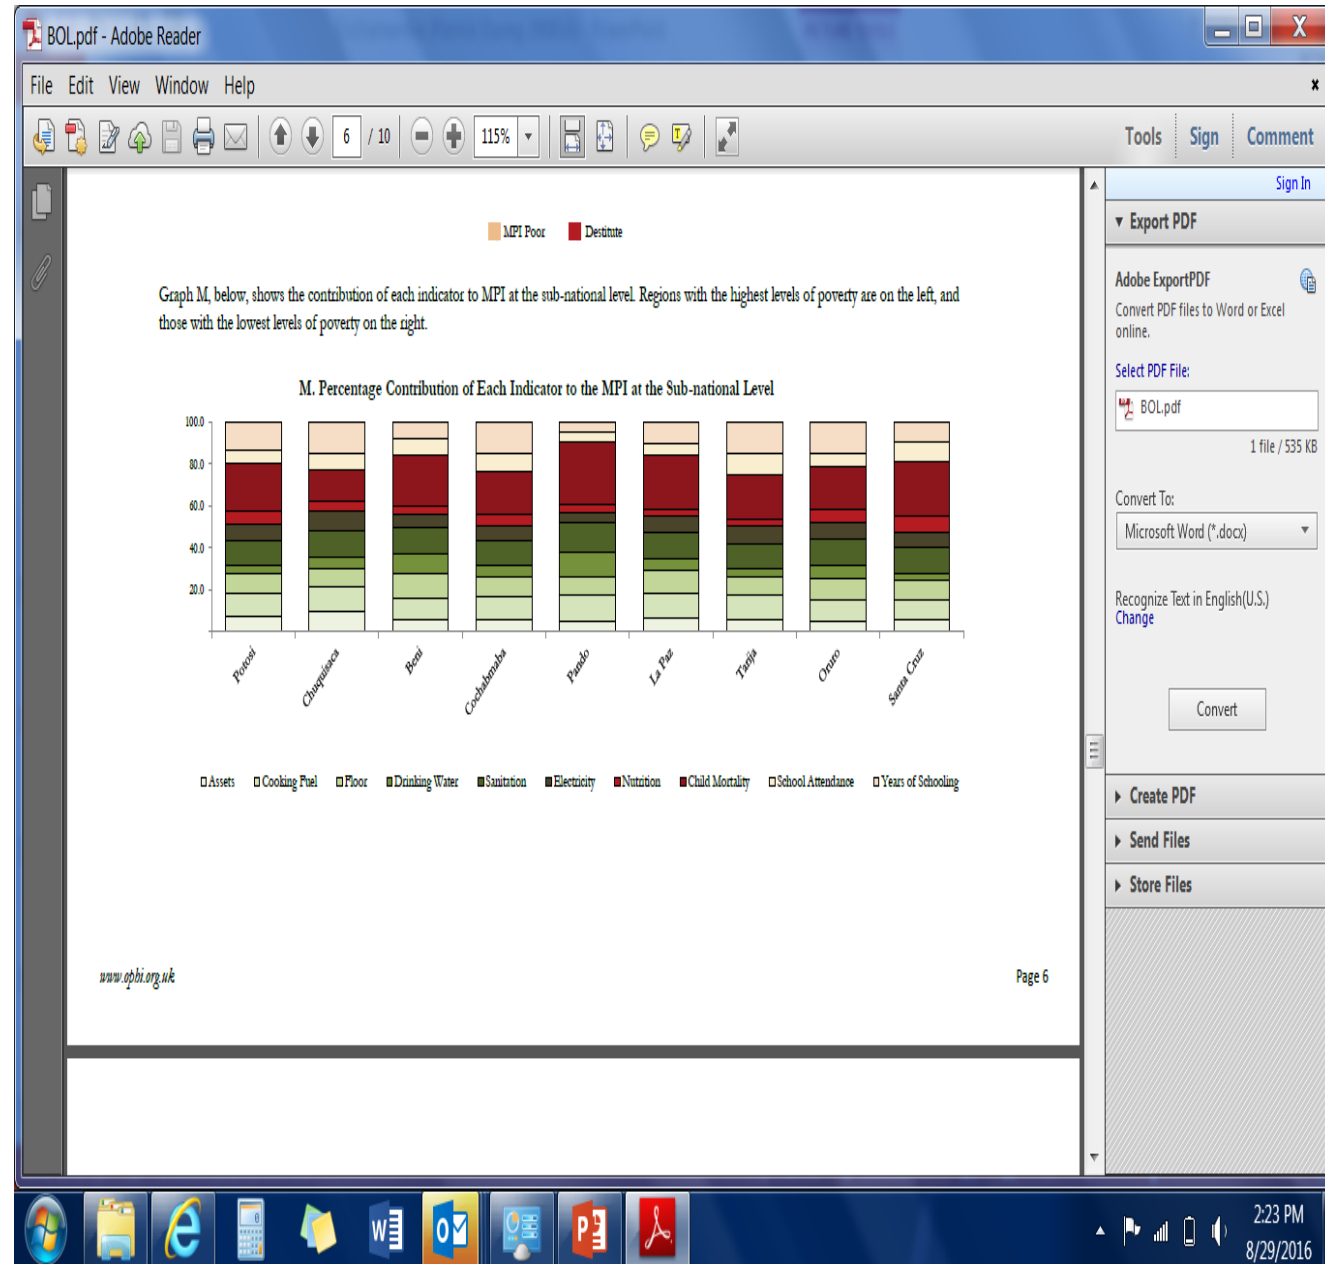 BOL.pdf - Adobe Reader
File Edit View Window Help
6 / 10 115% Tools Sign Comment
Sign In
MPI Poor Destitute
Graph M, below, shows the contribution of each indicator to MPI at the sub-national level. Regions with the highest levels of poverty are on the left, and
those with the lowest levels of poverty on the right.
M. Percentage Contribution of Each Indicator to the MPI at the Sub-national Level
100.0
80.0
60.0
40.0
20.0
Potosi Chuquisaca Beni Cochabmaba Pando La Paz Tarija Oruro Santa Cruz
Assets Cooking Fuel Floor Drinking Water Sanitation Electricity Nutrition Child Mortality School Attendance Years of Schooling
www.ophi.org.uk Page 6
Export PDF
Adobe ExportPDF
Convert PDF files to Word or Excel
online.
Select PDF File:
BOL.pdf
1 file / 535 KB
Convert To:
Microsoft Word (*.docx)
Recognize Text in English(U.S.)
Change
Convert
Create PDF
Send Files
Store Files
2:23 PM
8/29/2016